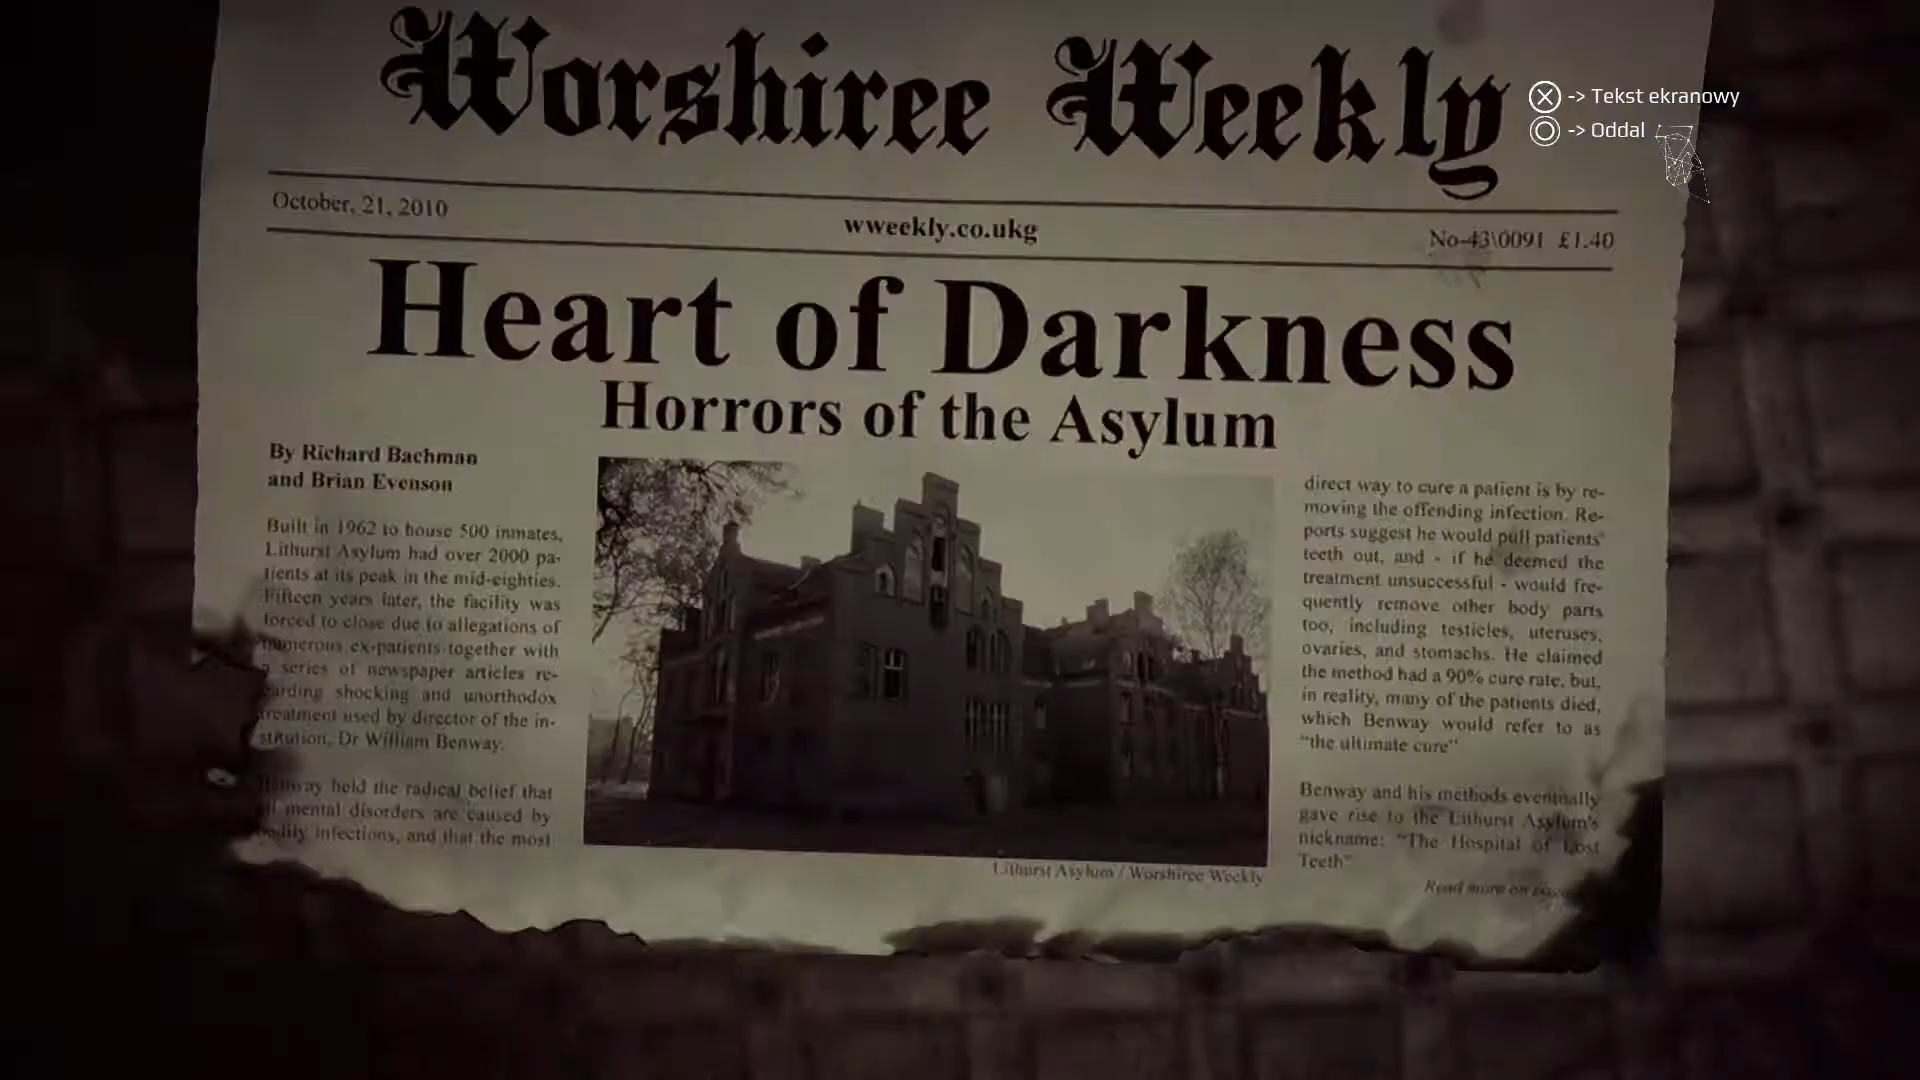 Worshiree Weekly
⊗ -> Tekst ekranowy
◎ -> Oddal
October, 21, 2010
wweekly.co.ukg
No-43\0091 £1.40
Heart of Darkness
Horrors of the Asylum
By Richard Bachman
and Brian Evenson
Built in 1962 to house 500 inmates,
Lithurst Asylum had over 2000 pa-
tients at its peak in the mid-eighties.
Fifteen years later, the facility was
forced to close due to allegations of
numerous ex-patients together with
a series of newspaper articles re-
garding shocking and unorthodox
treatment used by director of the in-
stitution, Dr William Benway.
Benway held the radical belief that
all mental disorders are caused by
bodily infections, and that the most
Lithurst Asylum / Worshiree Weekly
direct way to cure a patient is by re-
moving the offending infection. Re-
ports suggest he would pull patients'
teeth out, and - if he deemed the
treatment unsuccessful - would fre-
quently remove other body parts
too, including testicles, uteruses,
ovaries, and stomachs. He claimed
the method had a 90% cure rate, but,
in reality, many of the patients died,
which Benway would refer to as
"the ultimate cure"
Benway and his methods eventually
gave rise to the Lithurst Asylum's
nickname: "The Hospital of Lost
Teeth"
Read more on